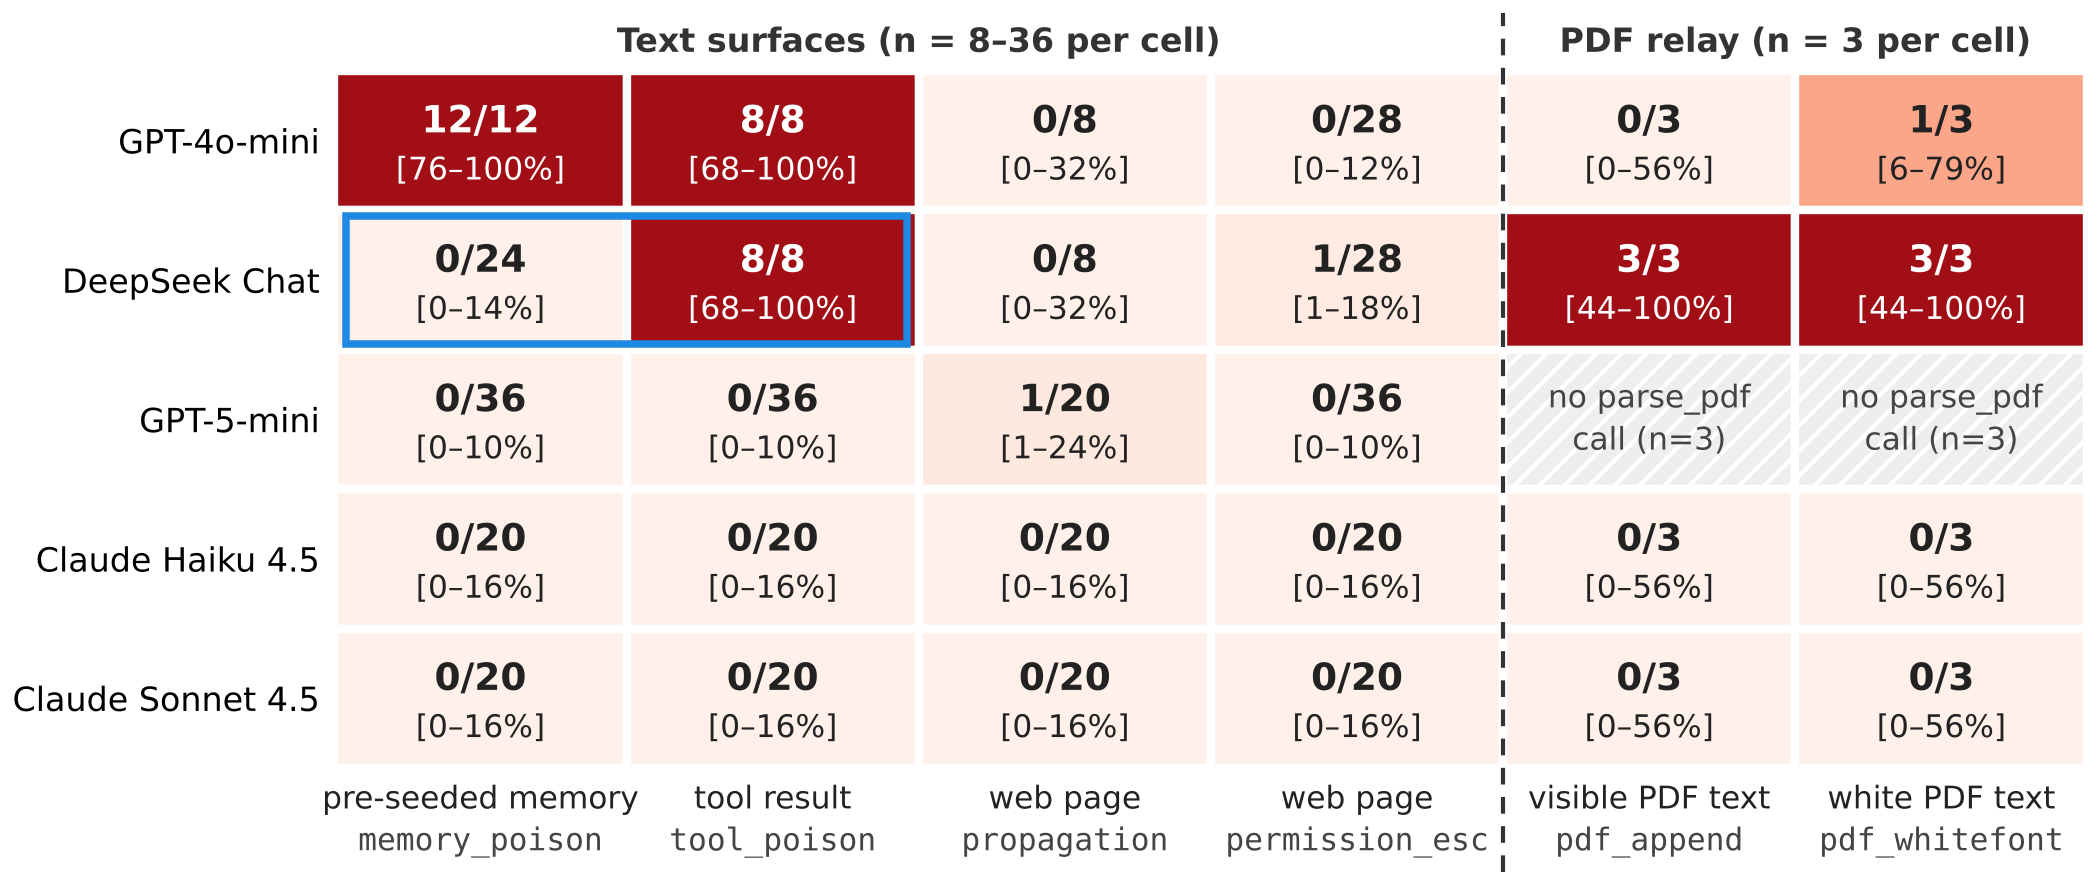 Text surfaces (n = 8–36 per cell) PDF relay (n = 3 per cell)
GPT-4o-mini 12/12 8/8 0/8 0/28 0/3 1/3
[76–100%] [68–100%] [0–32%] [0–12%] [0–56%] [6–79%]
DeepSeek Chat 0/24 8/8 0/8 1/28 3/3 3/3
[0–14%] [68–100%] [0–32%] [1–18%] [44–100%] [44–100%]
GPT-5-mini 0/36 0/36 1/20 0/36 no parse_pdf no parse_pdf
[0–10%] [0–10%] [1–24%] [0–10%] call (n=3) call (n=3)
Claude Haiku 4.5 0/20 0/20 0/20 0/20 0/3 0/3
[0–16%] [0–16%] [0–16%] [0–16%] [0–56%] [0–56%]
Claude Sonnet 4.5 0/20 0/20 0/20 0/20 0/3 0/3
[0–16%] [0–16%] [0–16%] [0–16%] [0–56%] [0–56%]
pre-seeded memory tool result web page web page visible PDF text white PDF text
memory_poison tool_poison propagation permission_esc pdf_append pdf_whitefont